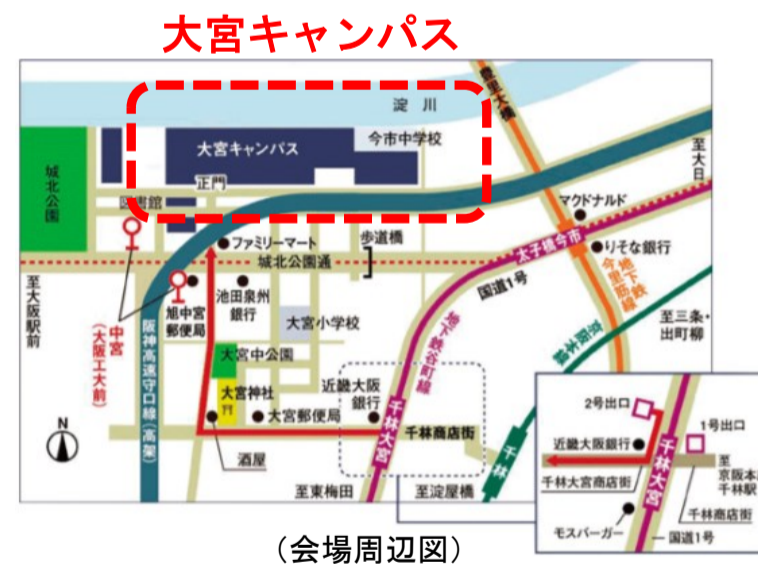 大宮キャンパス
淀 川
豊里大橋
今市中学校
大宮キャンパス
城北公園
正門
図書館
至大日
マクドナルド
ファミリーマート
歩道橋
太子橋今市
りそな銀行
城北公園通
国道1号
地下鉄
今里筋線
至大阪駅前
池田泉州
銀行
旭中宮
郵便局
中宮
(大阪工大前)
阪神高速守口線(高架)
大宮小学校
地下鉄谷町線
京阪本線
至三条・
出町柳
大宮中公園
大宮神社
近畿大阪
銀行
大宮郵便局
千林商店街
千林大宮
千林
酒屋
N
至東梅田
至淀屋橋
2号出口
1号出口
近畿大阪銀行
千林大宮
至
京阪本
千林駅
千林大宮商店街
千林商店街
モスバーガー
国道1号
(会場周辺図)